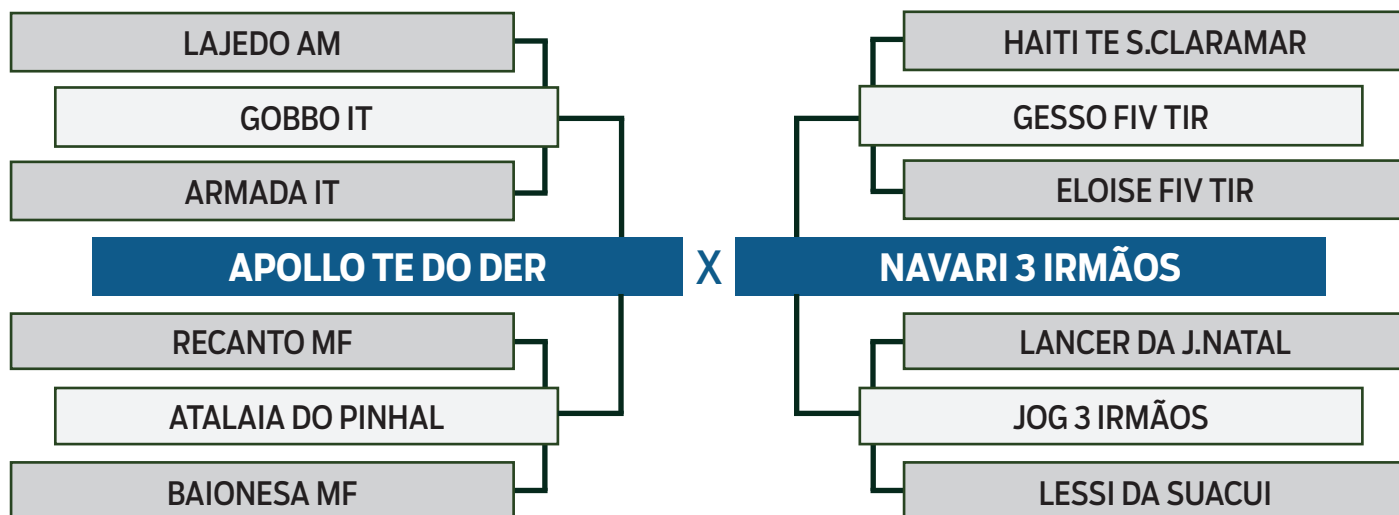 LAJEDO AM
GOBBO IT
ARMADA IT
APOLLO TE DO DER
RECANTO MF
ATALAIA DO PINHAL
BAIONESA MF
X
HAITI TE S.CLARAMAR
GESSO FIV TIR
ELOISE FIV TIR
NAVARI 3 IRMÃOS
LANCER DA J.NATAL
JOG 3 IRMÃOS
LESSI DA SUACUI